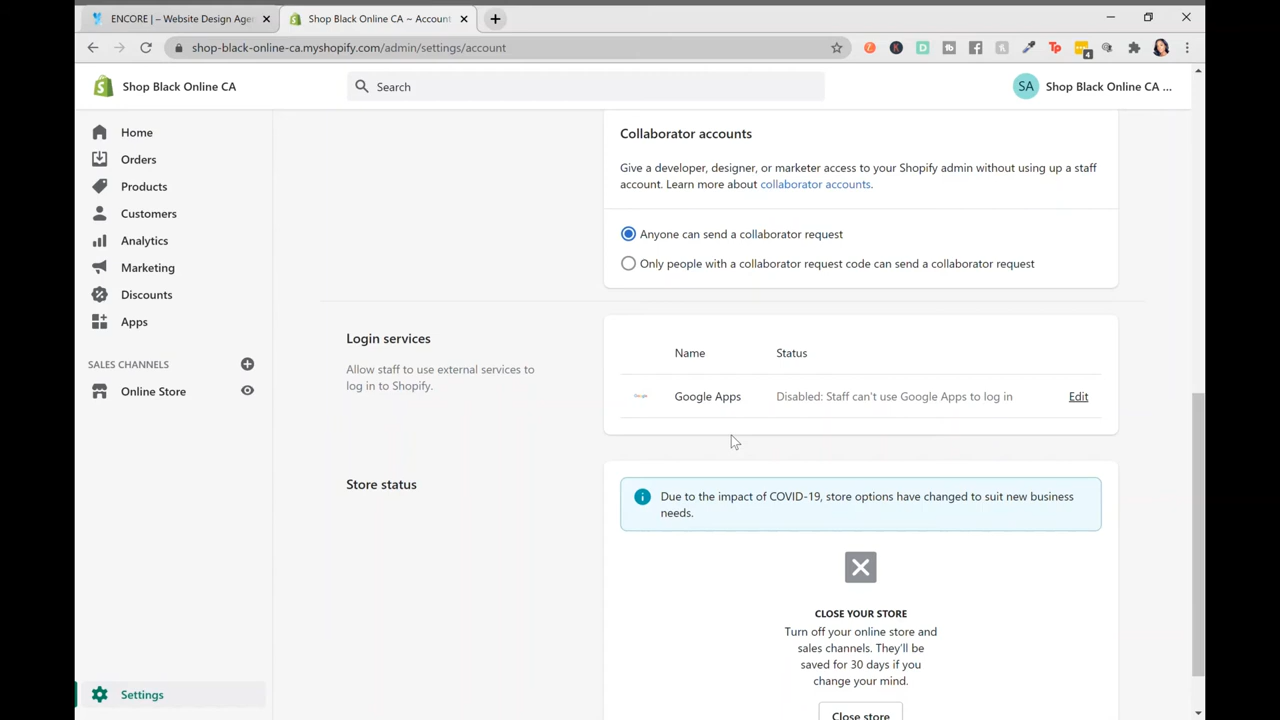 ENCORE | – Website Design Age
Shop Black Online CA ~ Account
shop-black-online-ca.myshopify.com/admin/settings/account
4
Shop Black Online CA
Search
SA
Shop Black Online CA ...
Home
Orders
Products
Customers
Analytics
Marketing
Discounts
Apps
SALES CHANNELS
Online Store
Settings
Collaborator accounts
Give a developer, designer, or marketer access to your Shopify admin without using up a staff
account. Learn more about collaborator accounts.
Anyone can send a collaborator request
Only people with a collaborator request code can send a collaborator request
Login services
Allow staff to use external services to
log in to Shopify.
Name Status
Google Apps Disabled: Staff can't use Google Apps to log in Edit
Store status
Due to the impact of COVID-19, store options have changed to suit new business
needs.
CLOSE YOUR STORE
Turn off your online store and
sales channels. They'll be
saved for 30 days if you
change your mind.
Close store